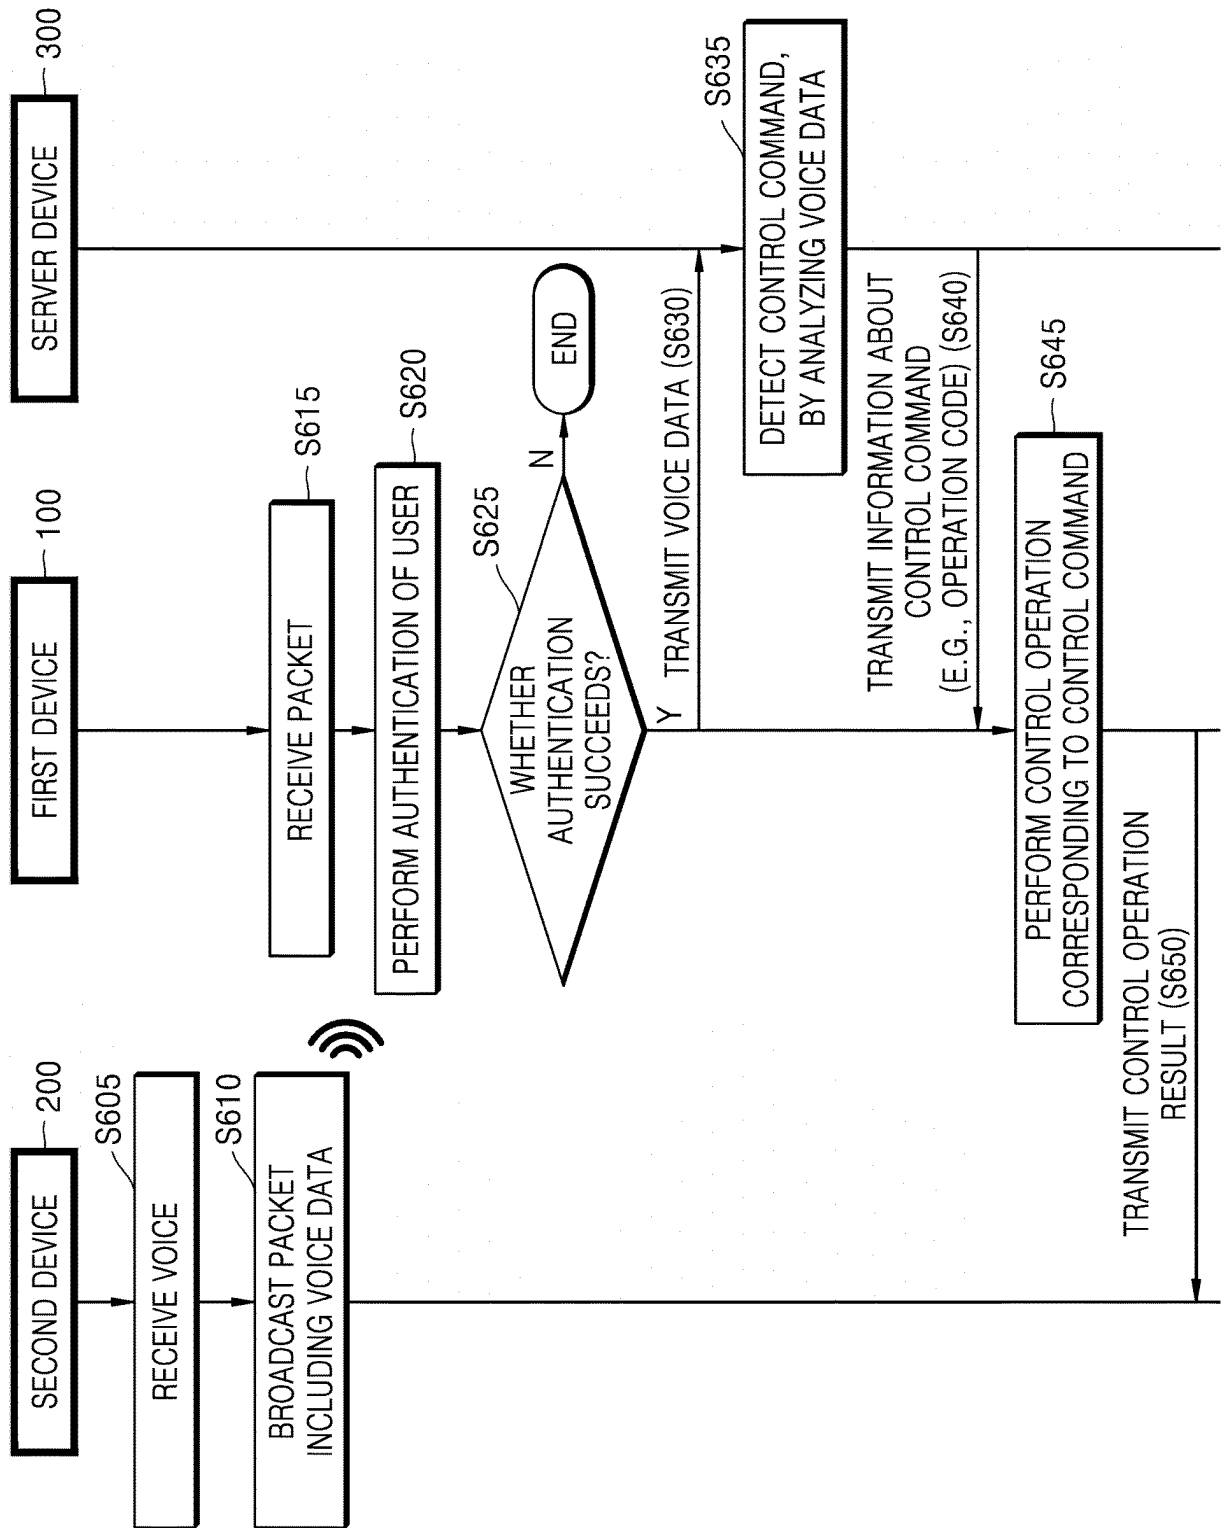 SECOND DEVICE
200
FIRST DEVICE
100
SERVER DEVICE
300
S605
RECEIVE VOICE
S610
BROADCAST PACKET
INCLUDING VOICE DATA
S615
RECEIVE PACKET
S620
PERFORM AUTHENTICATION OF USER
S625
WHETHER
AUTHENTICATION
SUCCEEDS?
N
END
Y
TRANSMIT VOICE DATA (S630)
S635
DETECT CONTROL COMMAND,
BY ANALYZING VOICE DATA
TRANSMIT INFORMATION ABOUT
CONTROL COMMAND
(E.G., OPERATION CODE) (S640)
S645
PERFORM CONTROL OPERATION
CORRESPONDING TO CONTROL COMMAND
TRANSMIT CONTROL OPERATION
RESULT (S650)